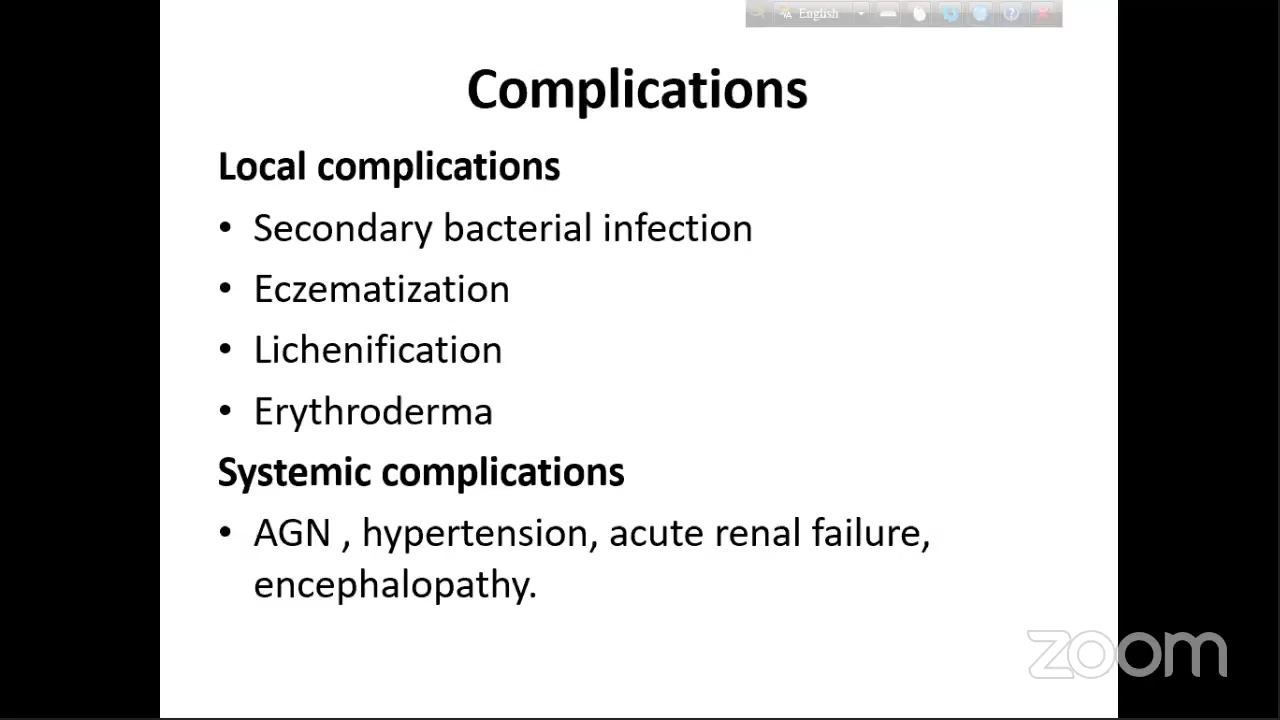 English
Complications
Local complications
• Secondary bacterial infection
• Eczematization
• Lichenification
• Erythroderma
Systemic complications
• AGN , hypertension, acute renal failure,
encephalopathy.
zoom